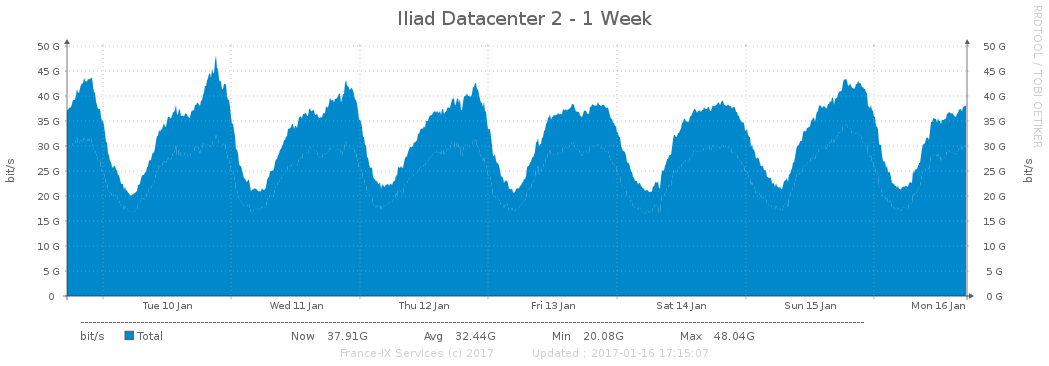 Iliad Datacenter 2 - 1 Week
RRDTOOL / TOBI OETIKER
50 G 50 G
45 G 45 G
40 G 40 G
35 G 35 G
30 G 30 G
25 G 25 G
20 G 20 G
15 G 15 G
10 G 10 G
5 G 5 G
0 0 G
bit/s bit/s
Tue 10 Jan Wed 11 Jan Thu 12 Jan Fri 13 Jan Sat 14 Jan Sun 15 Jan Mon 16 Jan
bit/s Total Now 37.91G Avg 32.44G Min 20.08G Max 48.04G
France-IX Services (c) 2017 Updated : 2017-01-16 17:15:07